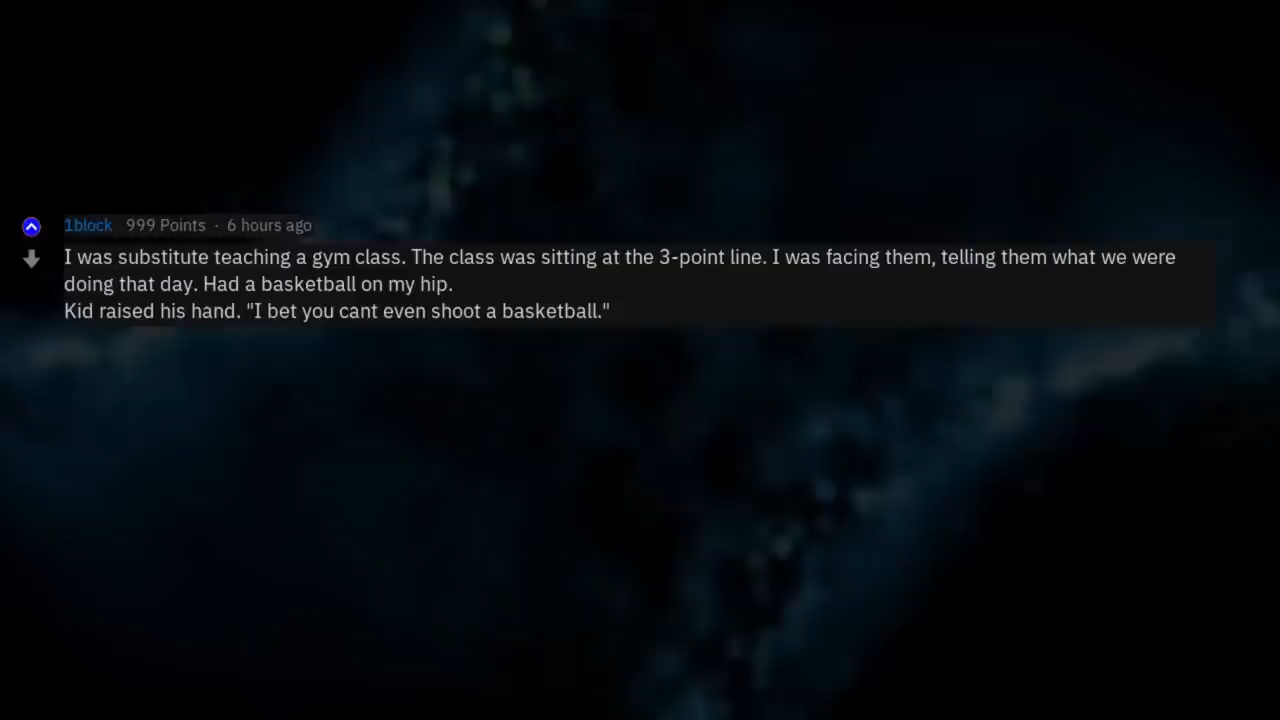 1block 999 Points · 6 hours ago
I was substitute teaching a gym class. The class was sitting at the 3-point line. I was facing them, telling them what we were
doing that day. Had a basketball on my hip.
Kid raised his hand. "I bet you cant even shoot a basketball."